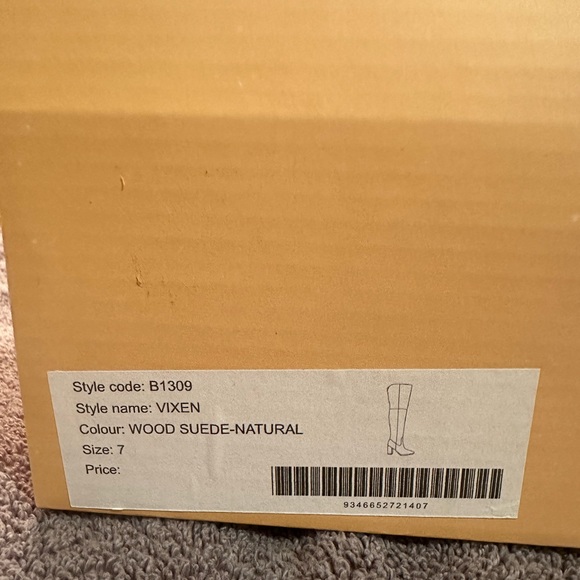 Style code: B1309
Style name: VIXEN
Colour: WOOD SUEDE-NATURAL
Size: 7
Price:
9346652721407